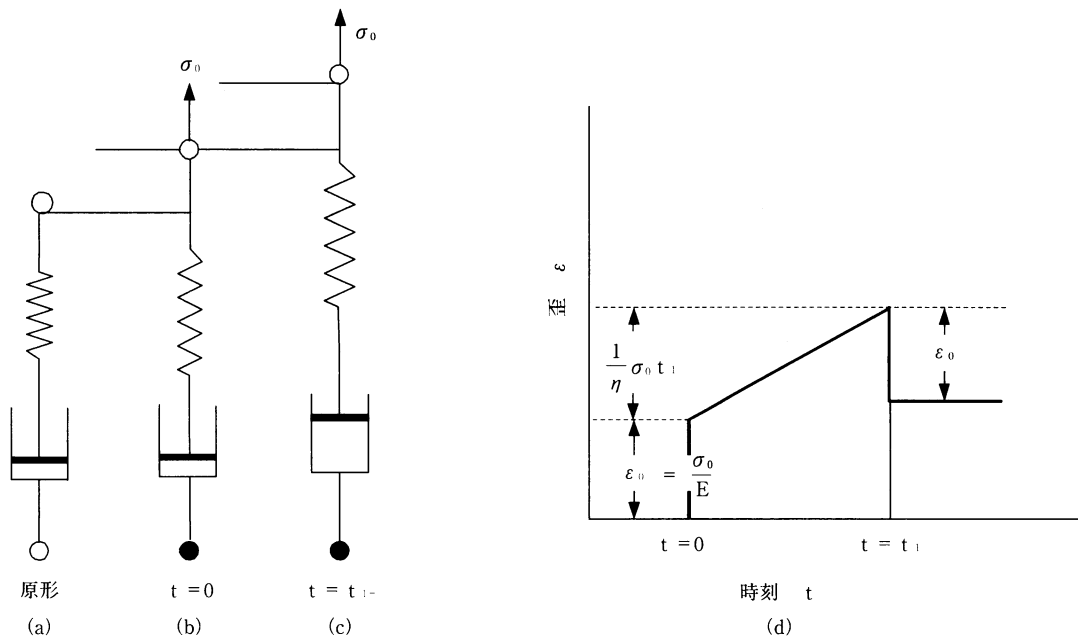 σ₀
σ₀
歪 ε
1/η σ₀ t₁
ε₀ = σ₀/E
ε₀
t=0
t=t₁
時刻 t
(d)
原形
(a)
t=0
(b)
t=t₁₋
(c)